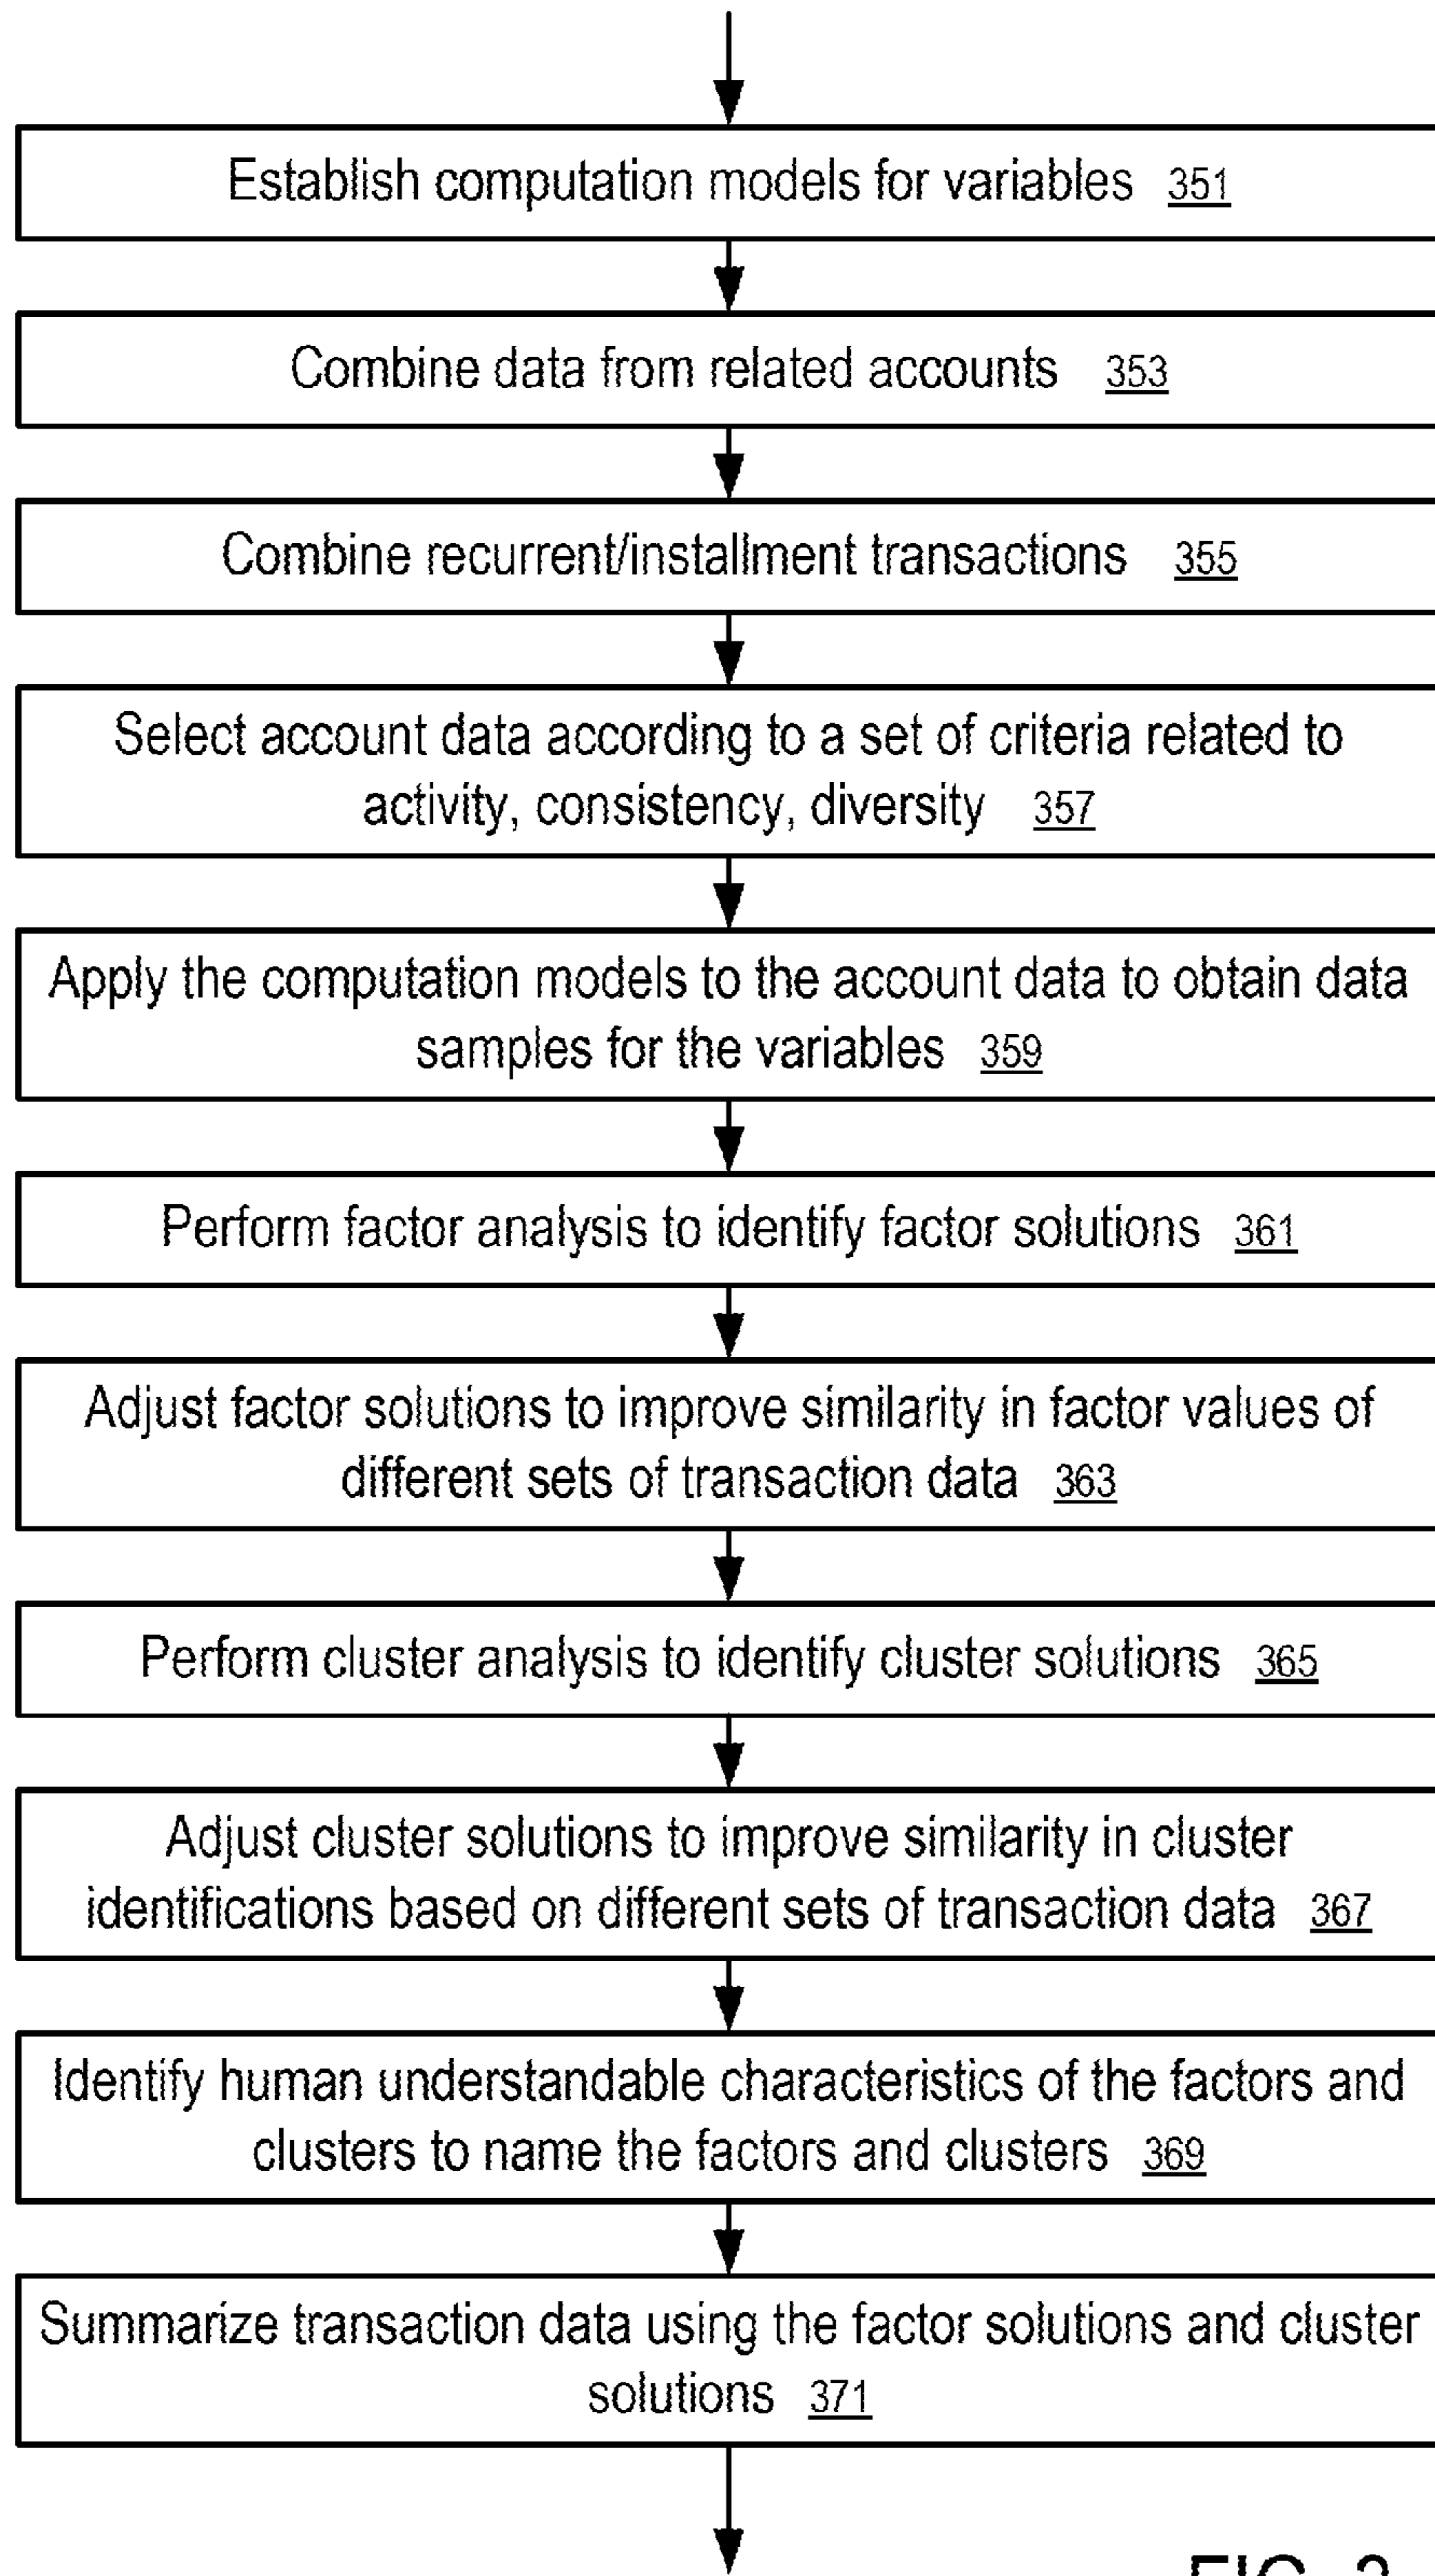 Establish computation models for variables 351
Combine data from related accounts 353
Combine recurrent/installment transactions 355
Select account data according to a set of criteria related to
activity, consistency, diversity 357
Apply the computation models to the account data to obtain data
samples for the variables 359
Perform factor analysis to identify factor solutions 361
Adjust factor solutions to improve similarity in factor values of
different sets of transaction data 363
Perform cluster analysis to identify cluster solutions 365
Adjust cluster solutions to improve similarity in cluster
identifications based on different sets of transaction data 367
Identify human understandable characteristics of the factors and
clusters to name the factors and clusters 369
Summarize transaction data using the factor solutions and cluster
solutions 371
FIG.